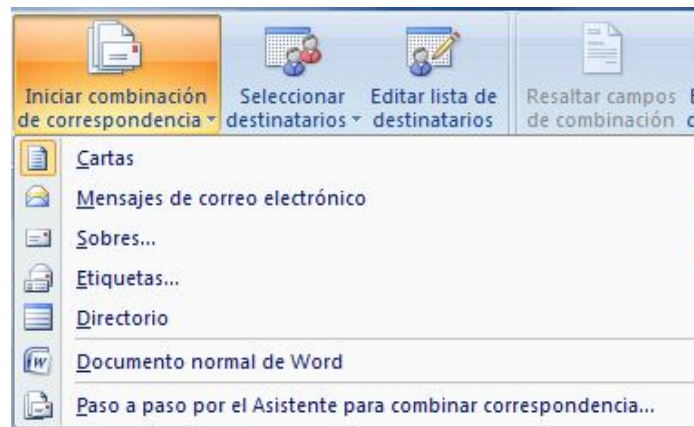 Iniciar combinación Seleccionar Editar lista de Resaltar campos
de correspondencia destinatarios destinatarios de combinación
Cartas
Mensajes de correo electrónico
Sobres...
Etiquetas...
Directorio
Documento normal de Word
Paso a paso por el Asistente para combinar correspondencia...